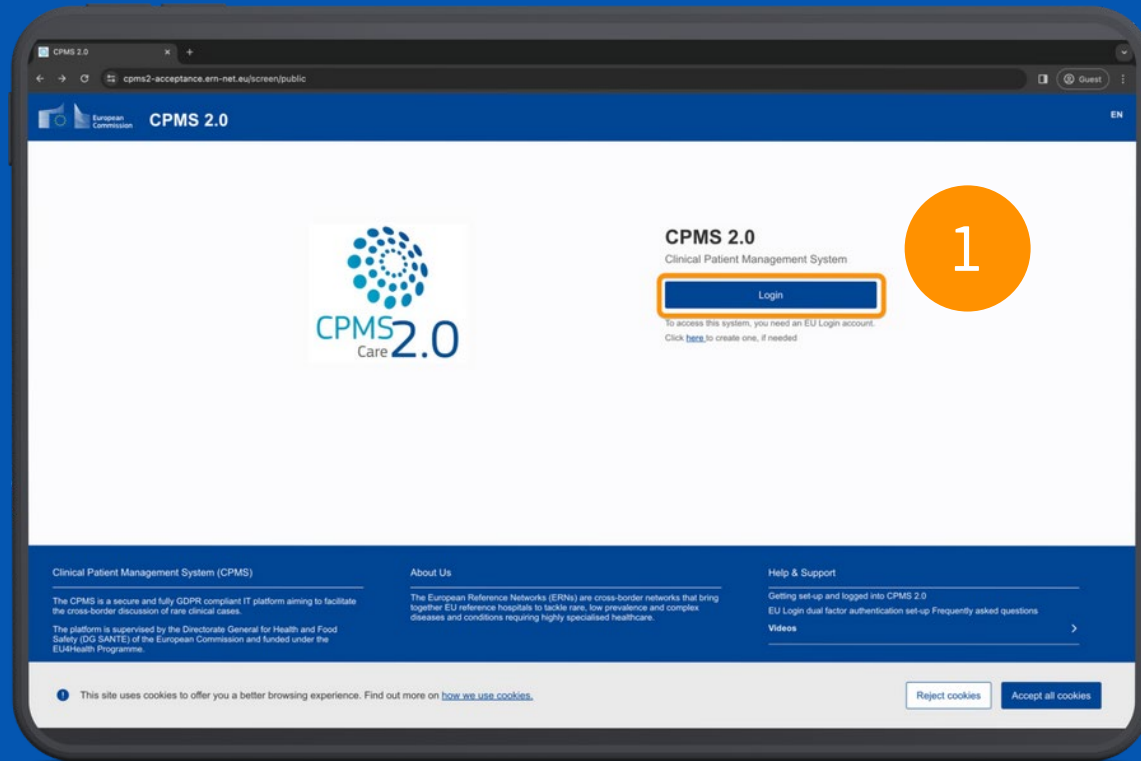 CPMS 2.0
cpms2-acceptance.ern-net.eu/screen/public
Guest
European
Commission
CPMS 2.0
EN
CPMS
Care 2.0
CPMS 2.0
Clinical Patient Management System
Login
To access this system, you need an EU Login account.
Click here to create one, if needed
1
Clinical Patient Management System (CPMS)
The CPMS is a secure and fully GDPR compliant IT platform aiming to facilitate
the cross-border discussion of rare clinical cases.
The platform is supervised by the Directorate General for Health and Food
Safety (DG SANTE) of the European Commission and funded under the
EU4Health Programme.
About Us
The European Reference Networks (ERNs) are cross-border networks that bring
together EU reference hospitals to tackle rare, low prevalence and complex
diseases and conditions requiring highly specialised healthcare.
Help & Support
Getting set-up and logged into CPMS 2.0
EU Login dual factor authentication set-up Frequently asked questions
Videos
This site uses cookies to offer you a better browsing experience. Find out more on how we use cookies.
Reject cookies
Accept all cookies